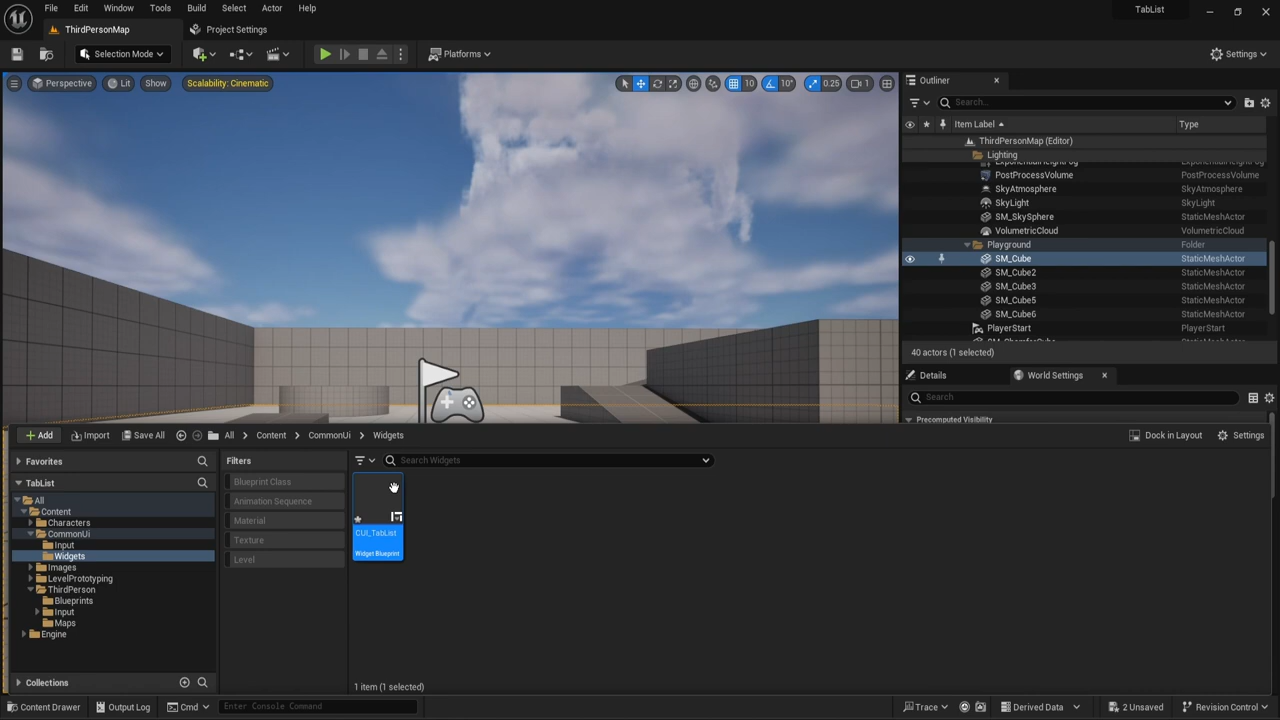 File Edit Window Tools Build Select Actor Help
TabList
ThirdPersonMap
Project Settings
Selection Mode
Platforms
Settings
Perspective
Lit
Show
Scalability: Cinematic
10
10°
0.25
1
Outliner
Search...
Item Label
Type
ThirdPersonMap (Editor)
Lighting
PostProcessVolume PostProcessVolume
SkyAtmosphere SkyAtmosphere
SkyLight SkyLight
SM_SkySphere StaticMeshActor
VolumetricCloud VolumetricCloud
Playground Folder
SM_Cube StaticMeshActor
SM_Cube2 StaticMeshActor
SM_Cube3 StaticMeshActor
SM_Cube5 StaticMeshActor
SM_Cube6 StaticMeshActor
PlayerStart PlayerStart
40 actors (1 selected)
Details
World Settings
Search
Precomputed Visibility
Add
Import
Save All
All
Content
CommonUi
Widgets
Dock in Layout
Settings
Favorites
TabList
All
Content
Characters
CommonUi
Input
Widgets
Images
LevelPrototyping
ThirdPerson
Blueprints
Input
Maps
Engine
Collections
Filters
Blueprint Class
Animation Sequence
Material
Texture
Level
Search Widgets
CUI_TabList
Widget Blueprint
1 item (1 selected)
Content Drawer
Output Log
Cmd
Enter Console Command
Trace
Derived Data
2 Unsaved
Revision Control